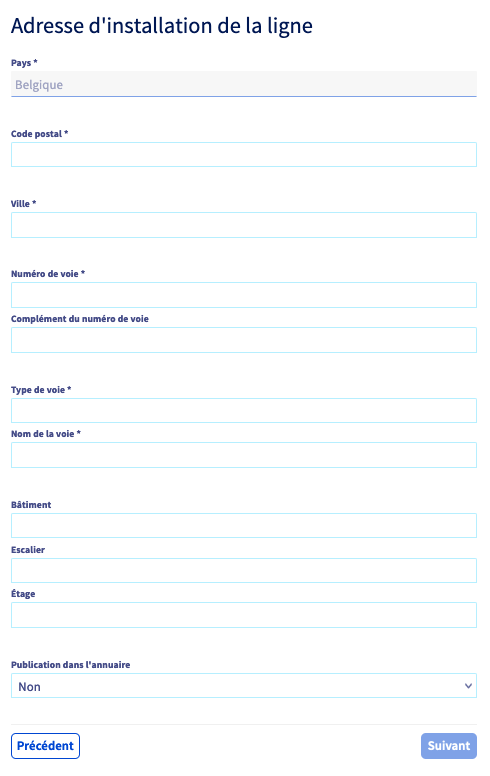 Adresse d'installation de la ligne
Pays *
Belgique
Code postal *
Ville *
Numéro de voie *
Complément du numéro de voie
Type de voie *
Nom de la voie *
Bâtiment
Escalier
Étage
Publication dans l'annuaire
Non
Précédent
Suivant